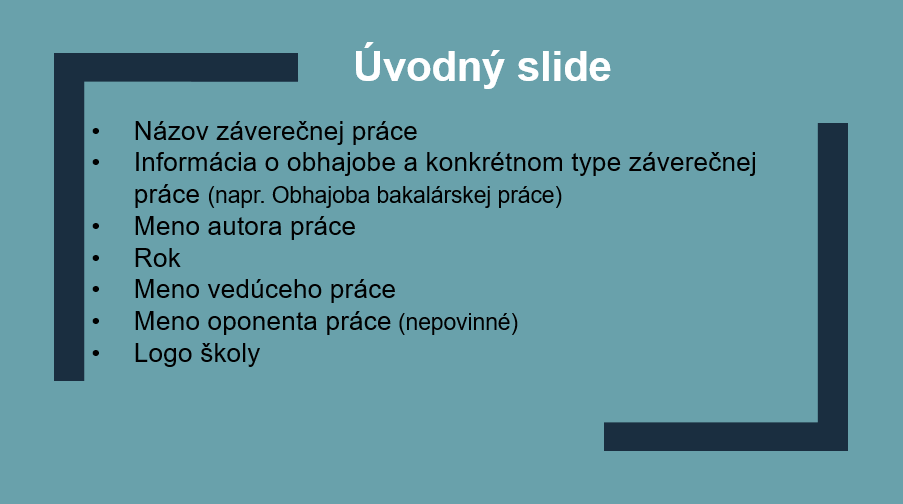 Úvodný slide
• Názov záverečnej práce
• Informácia o obhajobe a konkrétnom type záverečnej
práce (napr. Obhajoba bakalárskej práce)
• Meno autora práce
• Rok
• Meno vedúceho práce
• Meno oponenta práce (nepovinné)
• Logo školy